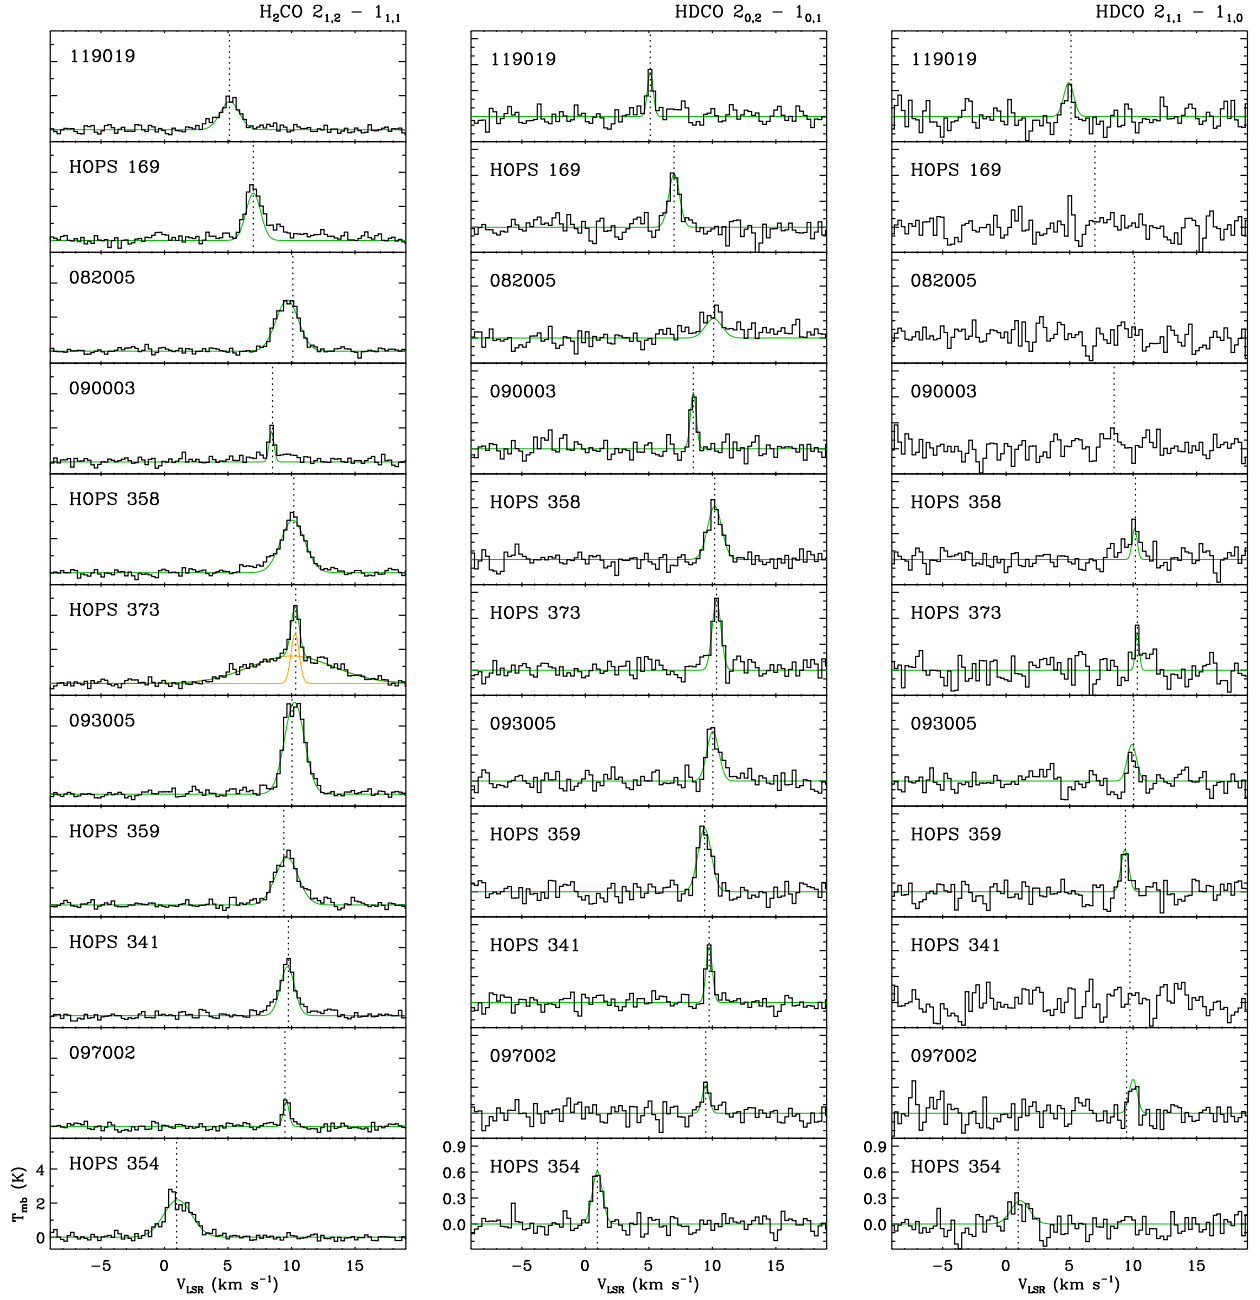 H₂CO 2₁,₂ − 1₁,₁ HDCO 2₀,₂ − 1₀,₁ HDCO 2₁,₁ − 1₁,₀
119019 119019 119019
HOPS 169 HOPS 169 HOPS 169
082005 082005 082005
090003 090003 090003
HOPS 358 HOPS 358 HOPS 358
HOPS 373 HOPS 373 HOPS 373
093005 093005 093005
HOPS 359 HOPS 359 HOPS 359
HOPS 341 HOPS 341 HOPS 341
097002 097002 097002
HOPS 354 HOPS 354 HOPS 354
T_mb (K)
4
2
0
0.9
0.6
0.3
0.0
0.9
0.6
0.3
0.0
−5 0 5 10 15 −5 0 5 10 15 −5 0 5 10 15
V_LSR (km s⁻¹) V_LSR (km s⁻¹) V_LSR (km s⁻¹)